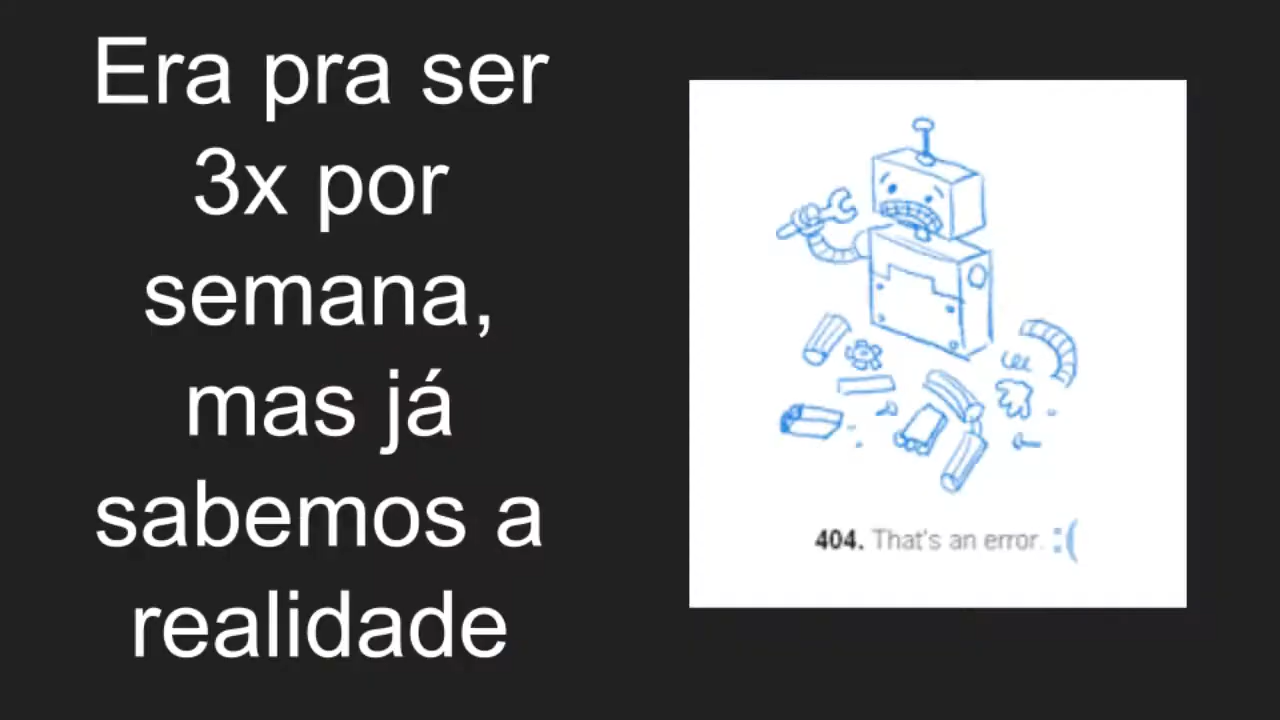 Era pra ser
3x por
semana,
mas já
sabemos a
realidade
404. That's an error. :(